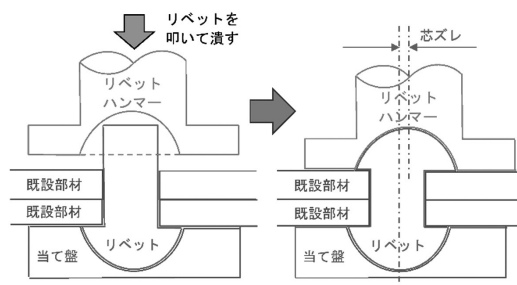 リベットを
叩いて潰す
リベット
ハンマー
既設部材
既設部材
当て盤
リベット
芯ズレ
リベット
ハンマー
既設部材
既設部材
当て盤
リベット